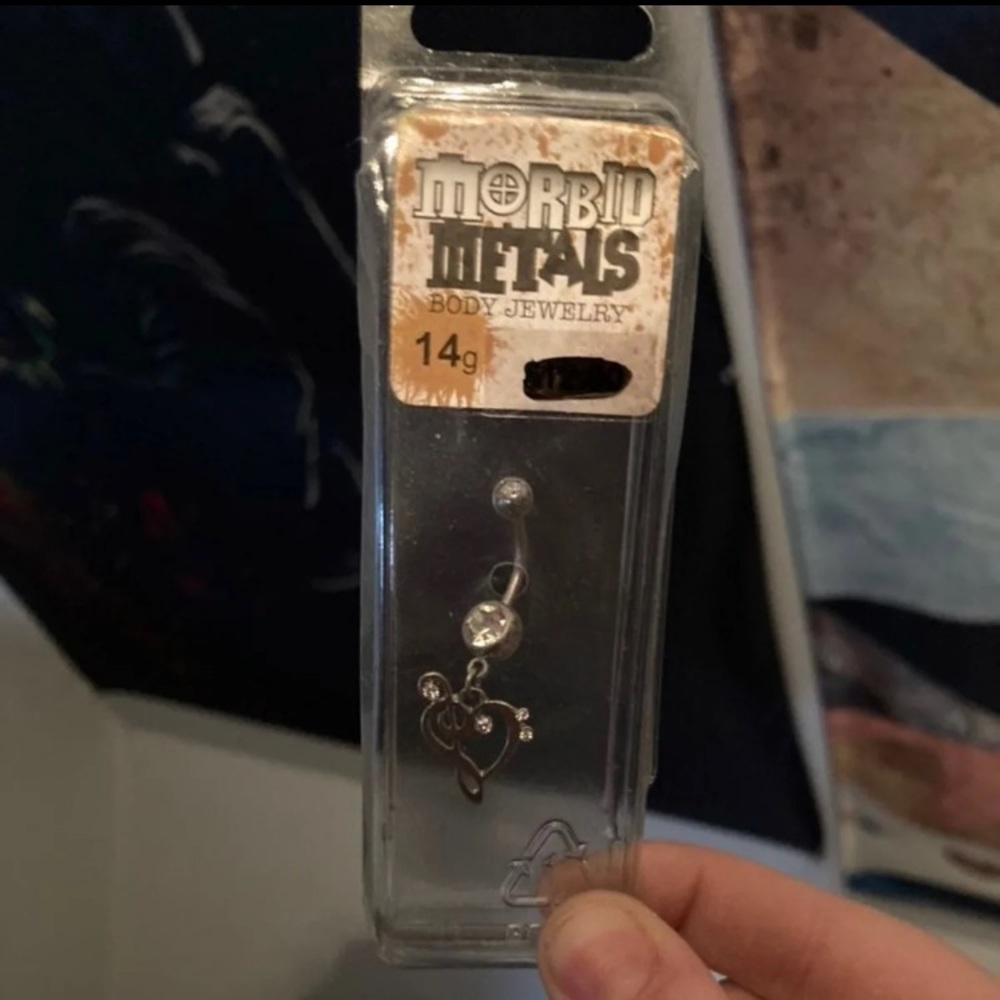 MORBID
METALS
BODY JEWELRY
14g